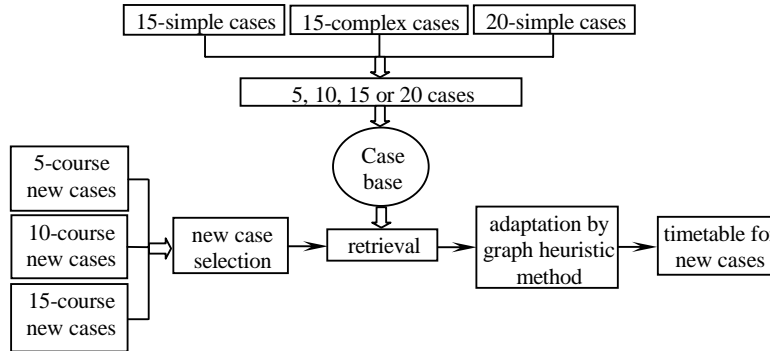 15-simple cases
15-complex cases
20-simple cases
5, 10, 15 or 20 cases
Case
base
5-course
new cases
10-course
new cases
15-course
new cases
new case
selection
retrieval
adaptation by
graph heuristic
method
timetable for
new cases